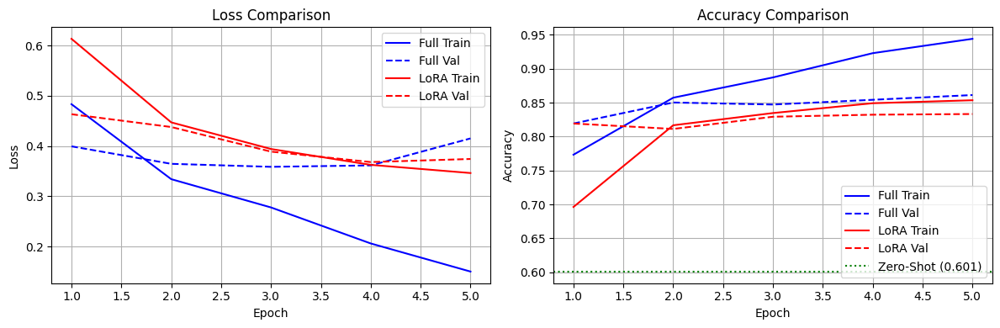 Loss Comparison
0.6
0.5
0.4
0.3
0.2
Loss
1.0 1.5 2.0 2.5 3.0 3.5 4.0 4.5 5.0
Epoch
Full Train
Full Val
LoRA Train
LoRA Val
Accuracy Comparison
0.95
0.90
0.85
0.80
0.75
0.70
0.65
0.60
Accuracy
1.0 1.5 2.0 2.5 3.0 3.5 4.0 4.5 5.0
Epoch
Full Train
Full Val
LoRA Train
LoRA Val
Zero-Shot (0.601)